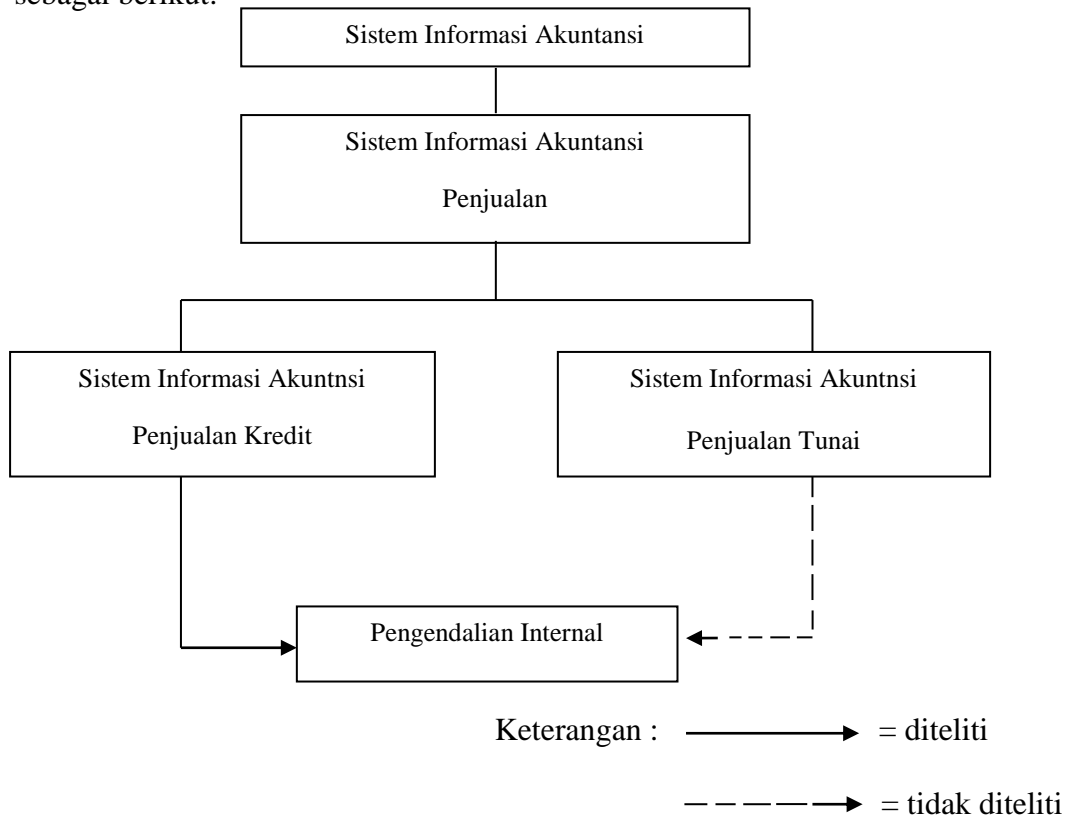 sebagai berikut:
Sistem Informasi Akuntansi
Sistem Informasi Akuntansi
Penjualan
Sistem Informasi Akuntnsi
Penjualan Kredit
Sistem Informasi Akuntnsi
Penjualan Tunai
Pengendalian Internal
Keterangan :
= diteliti
= tidak diteliti